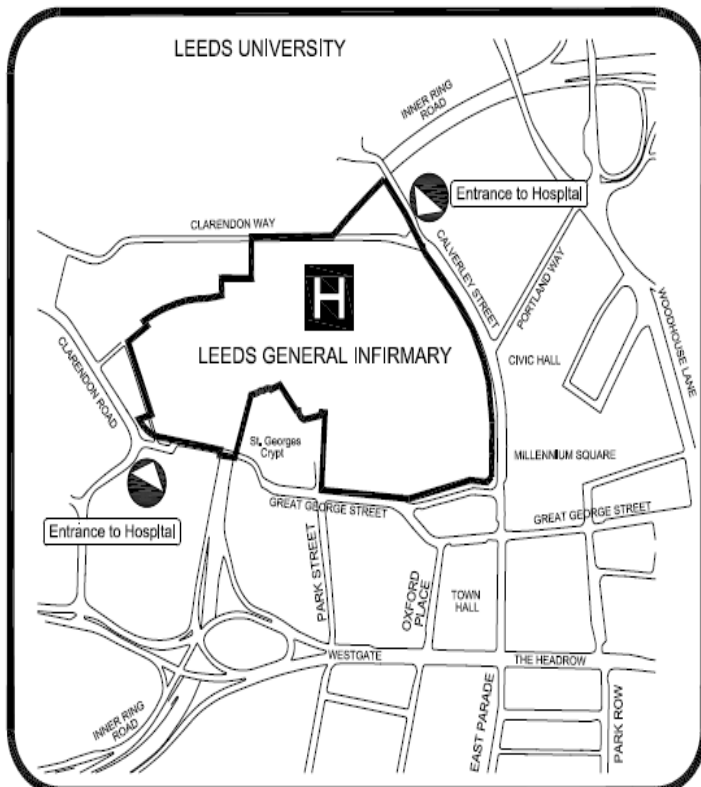 LEEDS UNIVERSITY
INNER RING
ROAD
Entrance to Hospital
CLARENDON WAY
CALVERLEY STREET
PORTLAND WAY
WOODHOUSE LANE
H
LEEDS GENERAL INFIRMARY
CIVIC HALL
CLARENDON ROAD
St. Georges
Crypt
MILLENNIUM SQUARE
GREAT GEORGE STREET
GREAT GEORGE STREET
Entrance to Hospital
PARK STREET
OXFORD
PLACE
TOWN
HALL
WESTGATE
THE HEADROW
INNER RING
ROAD
EAST PARADE
PARK ROW